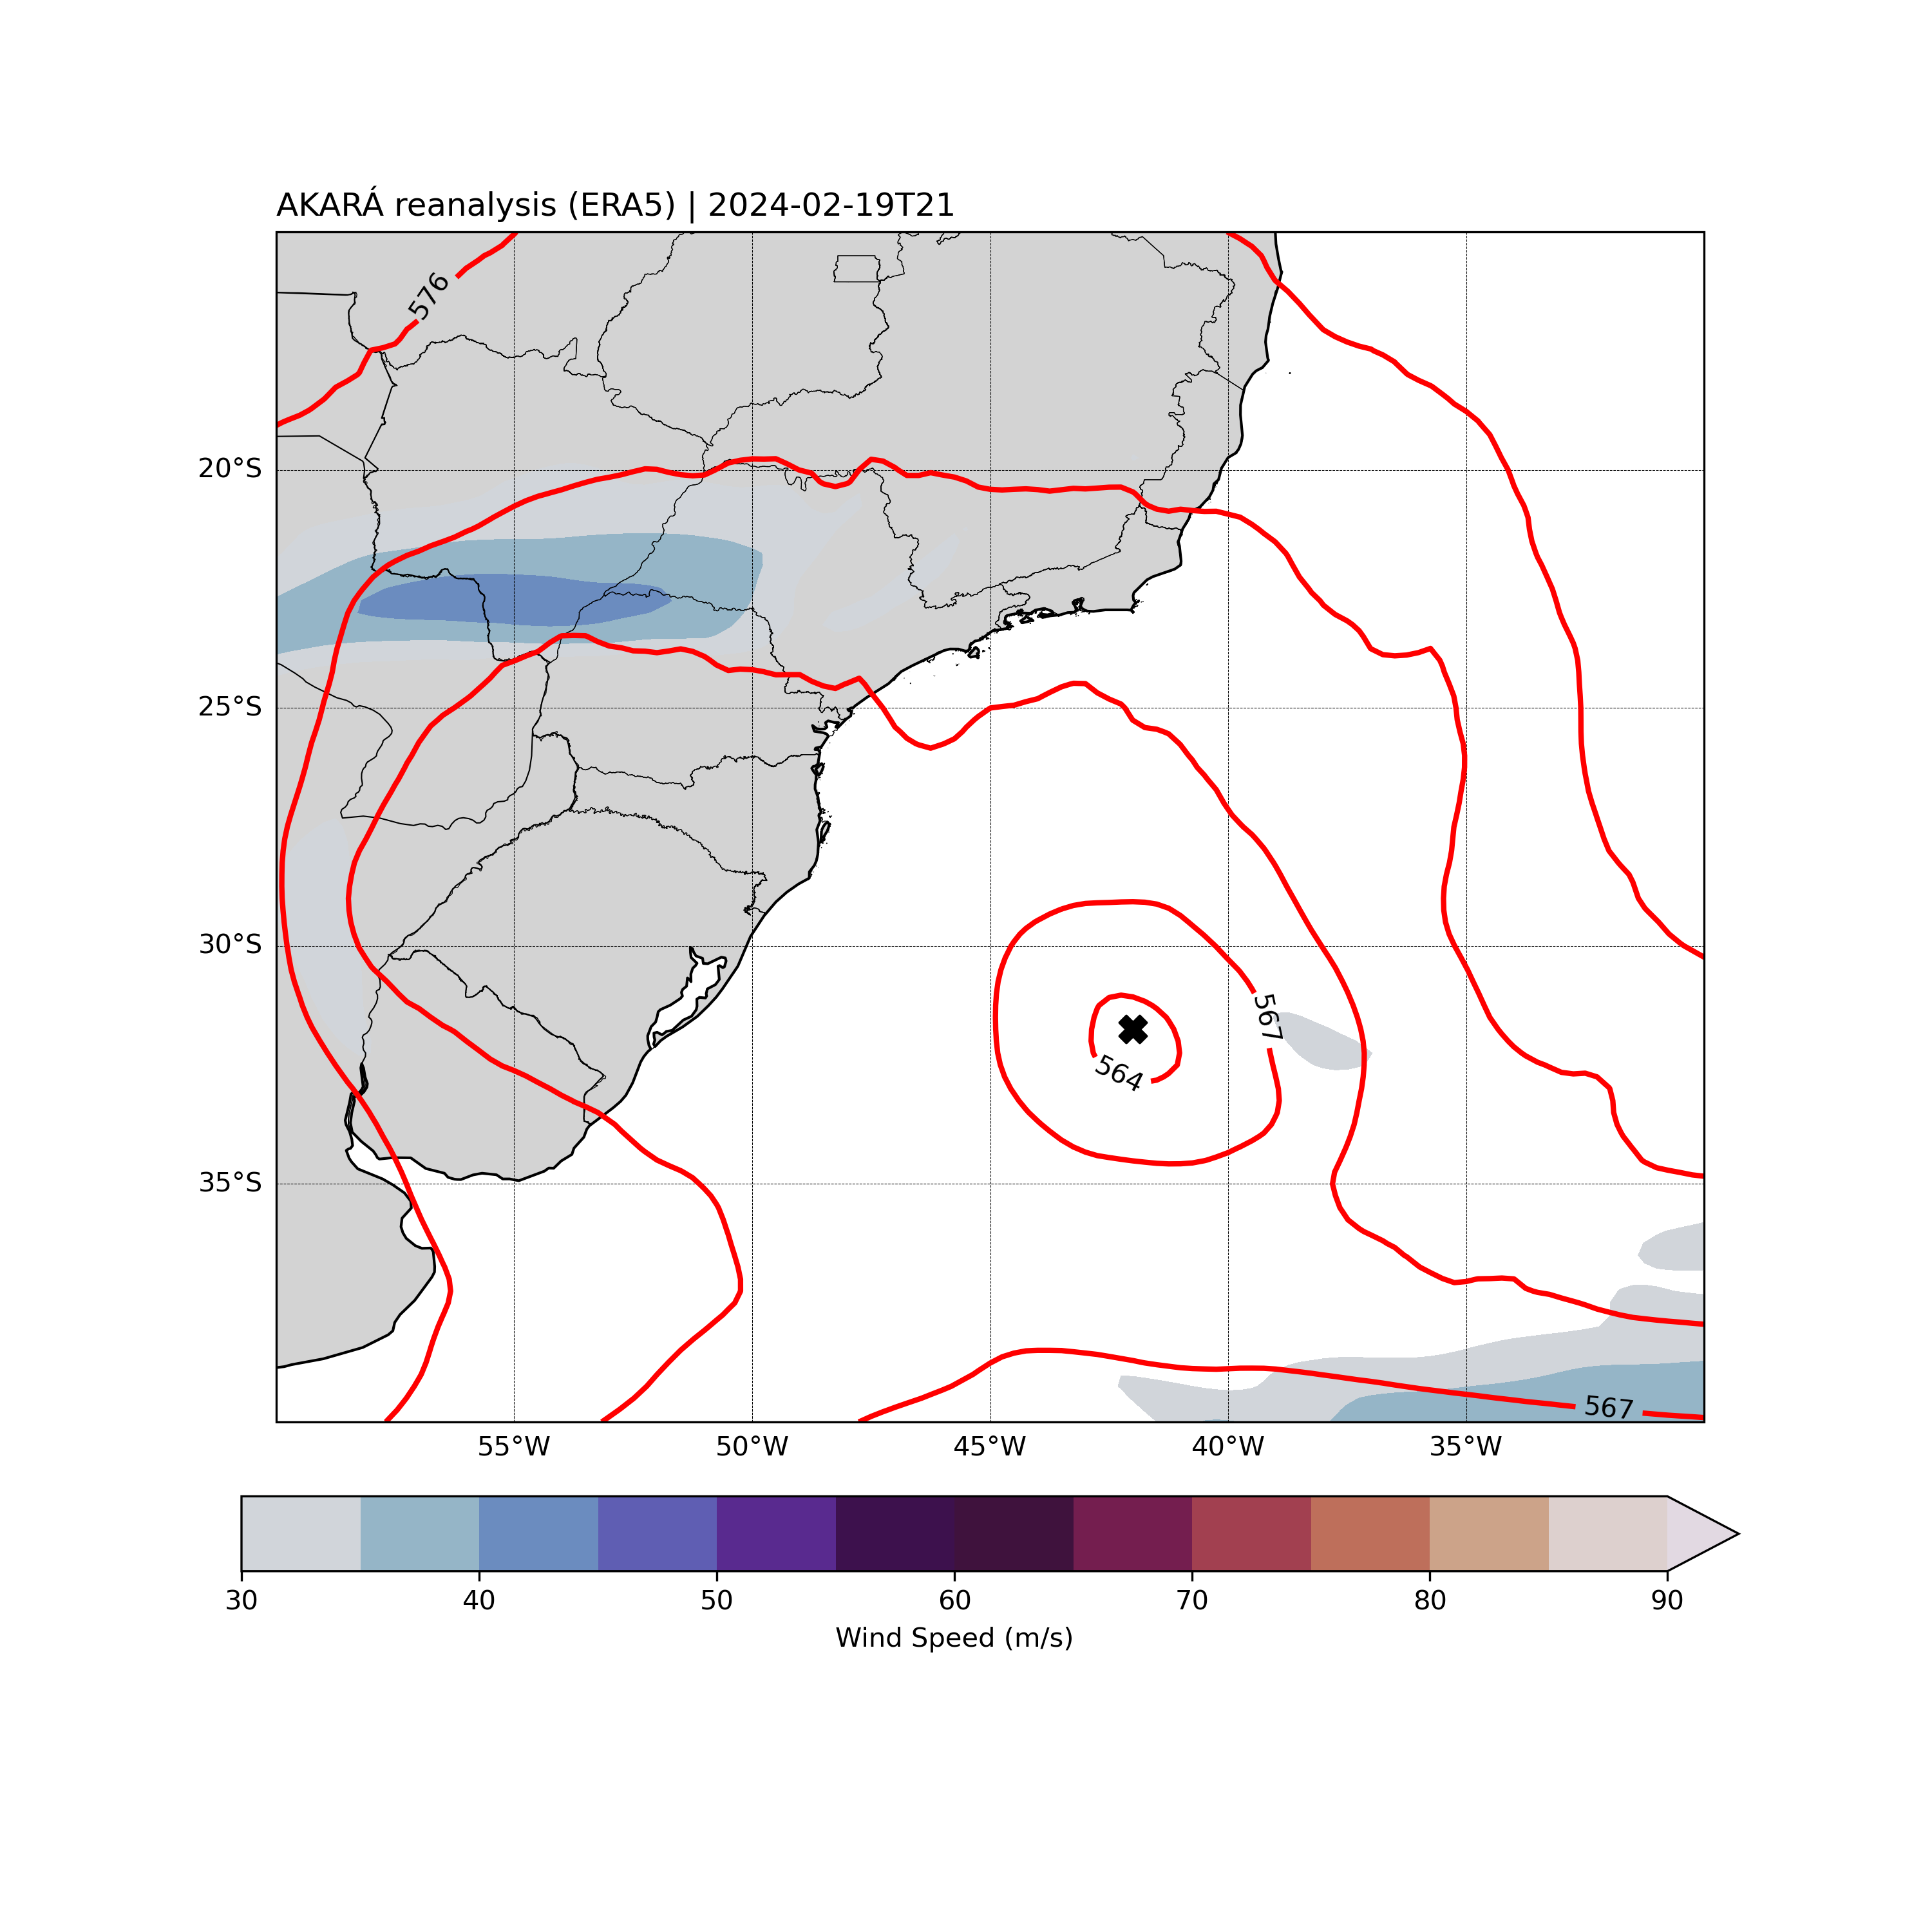 AKARÁ reanalysis (ERA5) | 2024-02-19T21
576
20°S
25°S
30°S
567
564
35°S
567
55°W 50°W 45°W 40°W 35°W
30 40 50 60 70 80 90
Wind Speed (m/s)